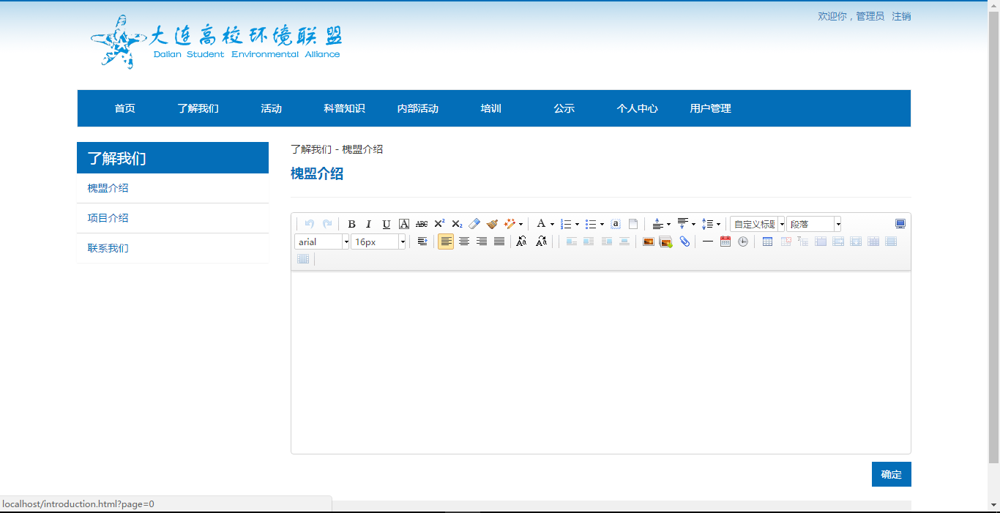 欢迎你，管理员 注销
大连高校环境联盟
Dalian Student Environmental Alliance
首页 了解我们 活动 科普知识 内部活动 培训 公示 个人中心 用户管理
了解我们
槐盟介绍
项目介绍
联系我们
了解我们 - 槐盟介绍
槐盟介绍
B I U A ABC X² X₂ A a 自定义标题 段落
arial 16px
确定
localhost/introduction.html?page=0